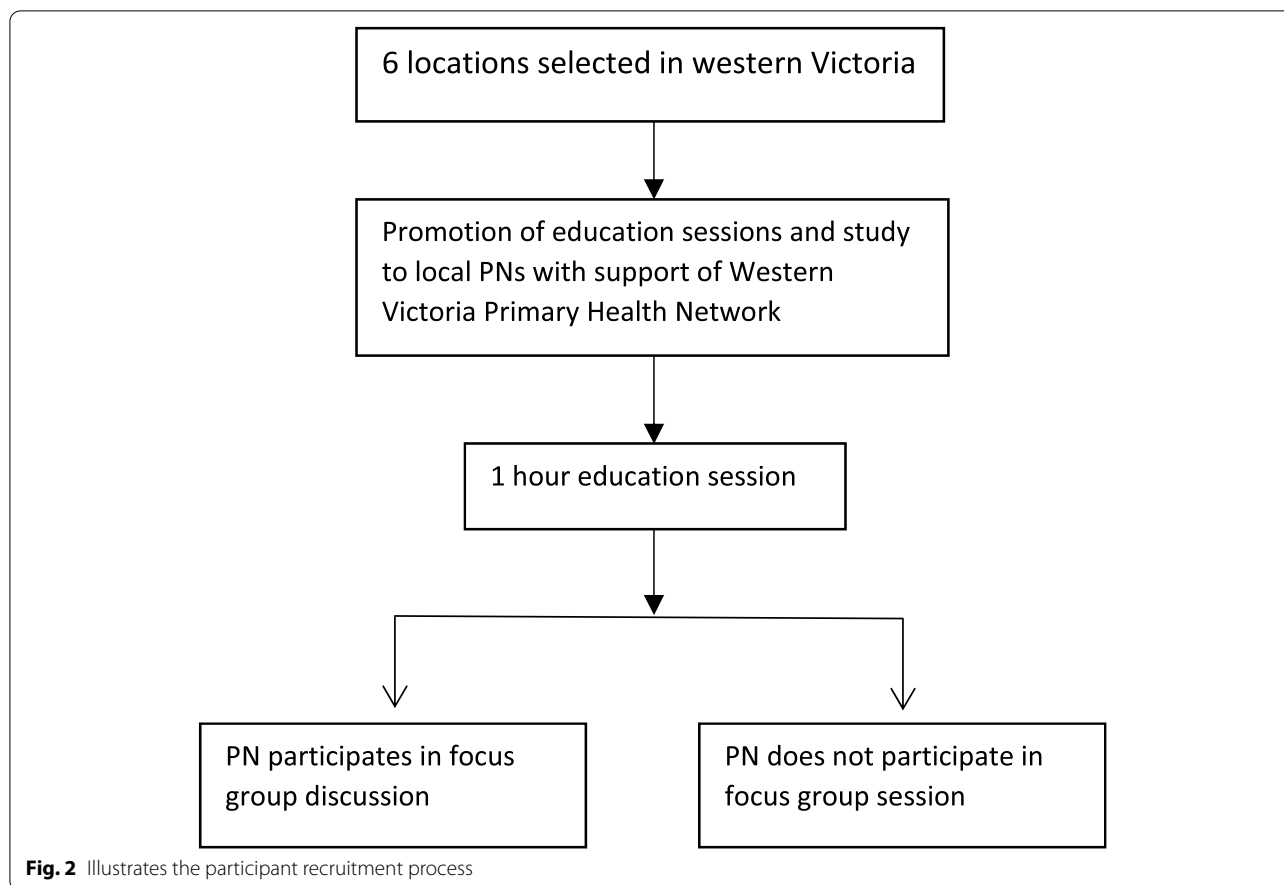 6 locations selected in western Victoria
Promotion of education sessions and study
to local PNs with support of Western
Victoria Primary Health Network
1 hour education session
PN participates in focus
group discussion
PN does not participate in
focus group session
Fig. 2 Illustrates the participant recruitment process